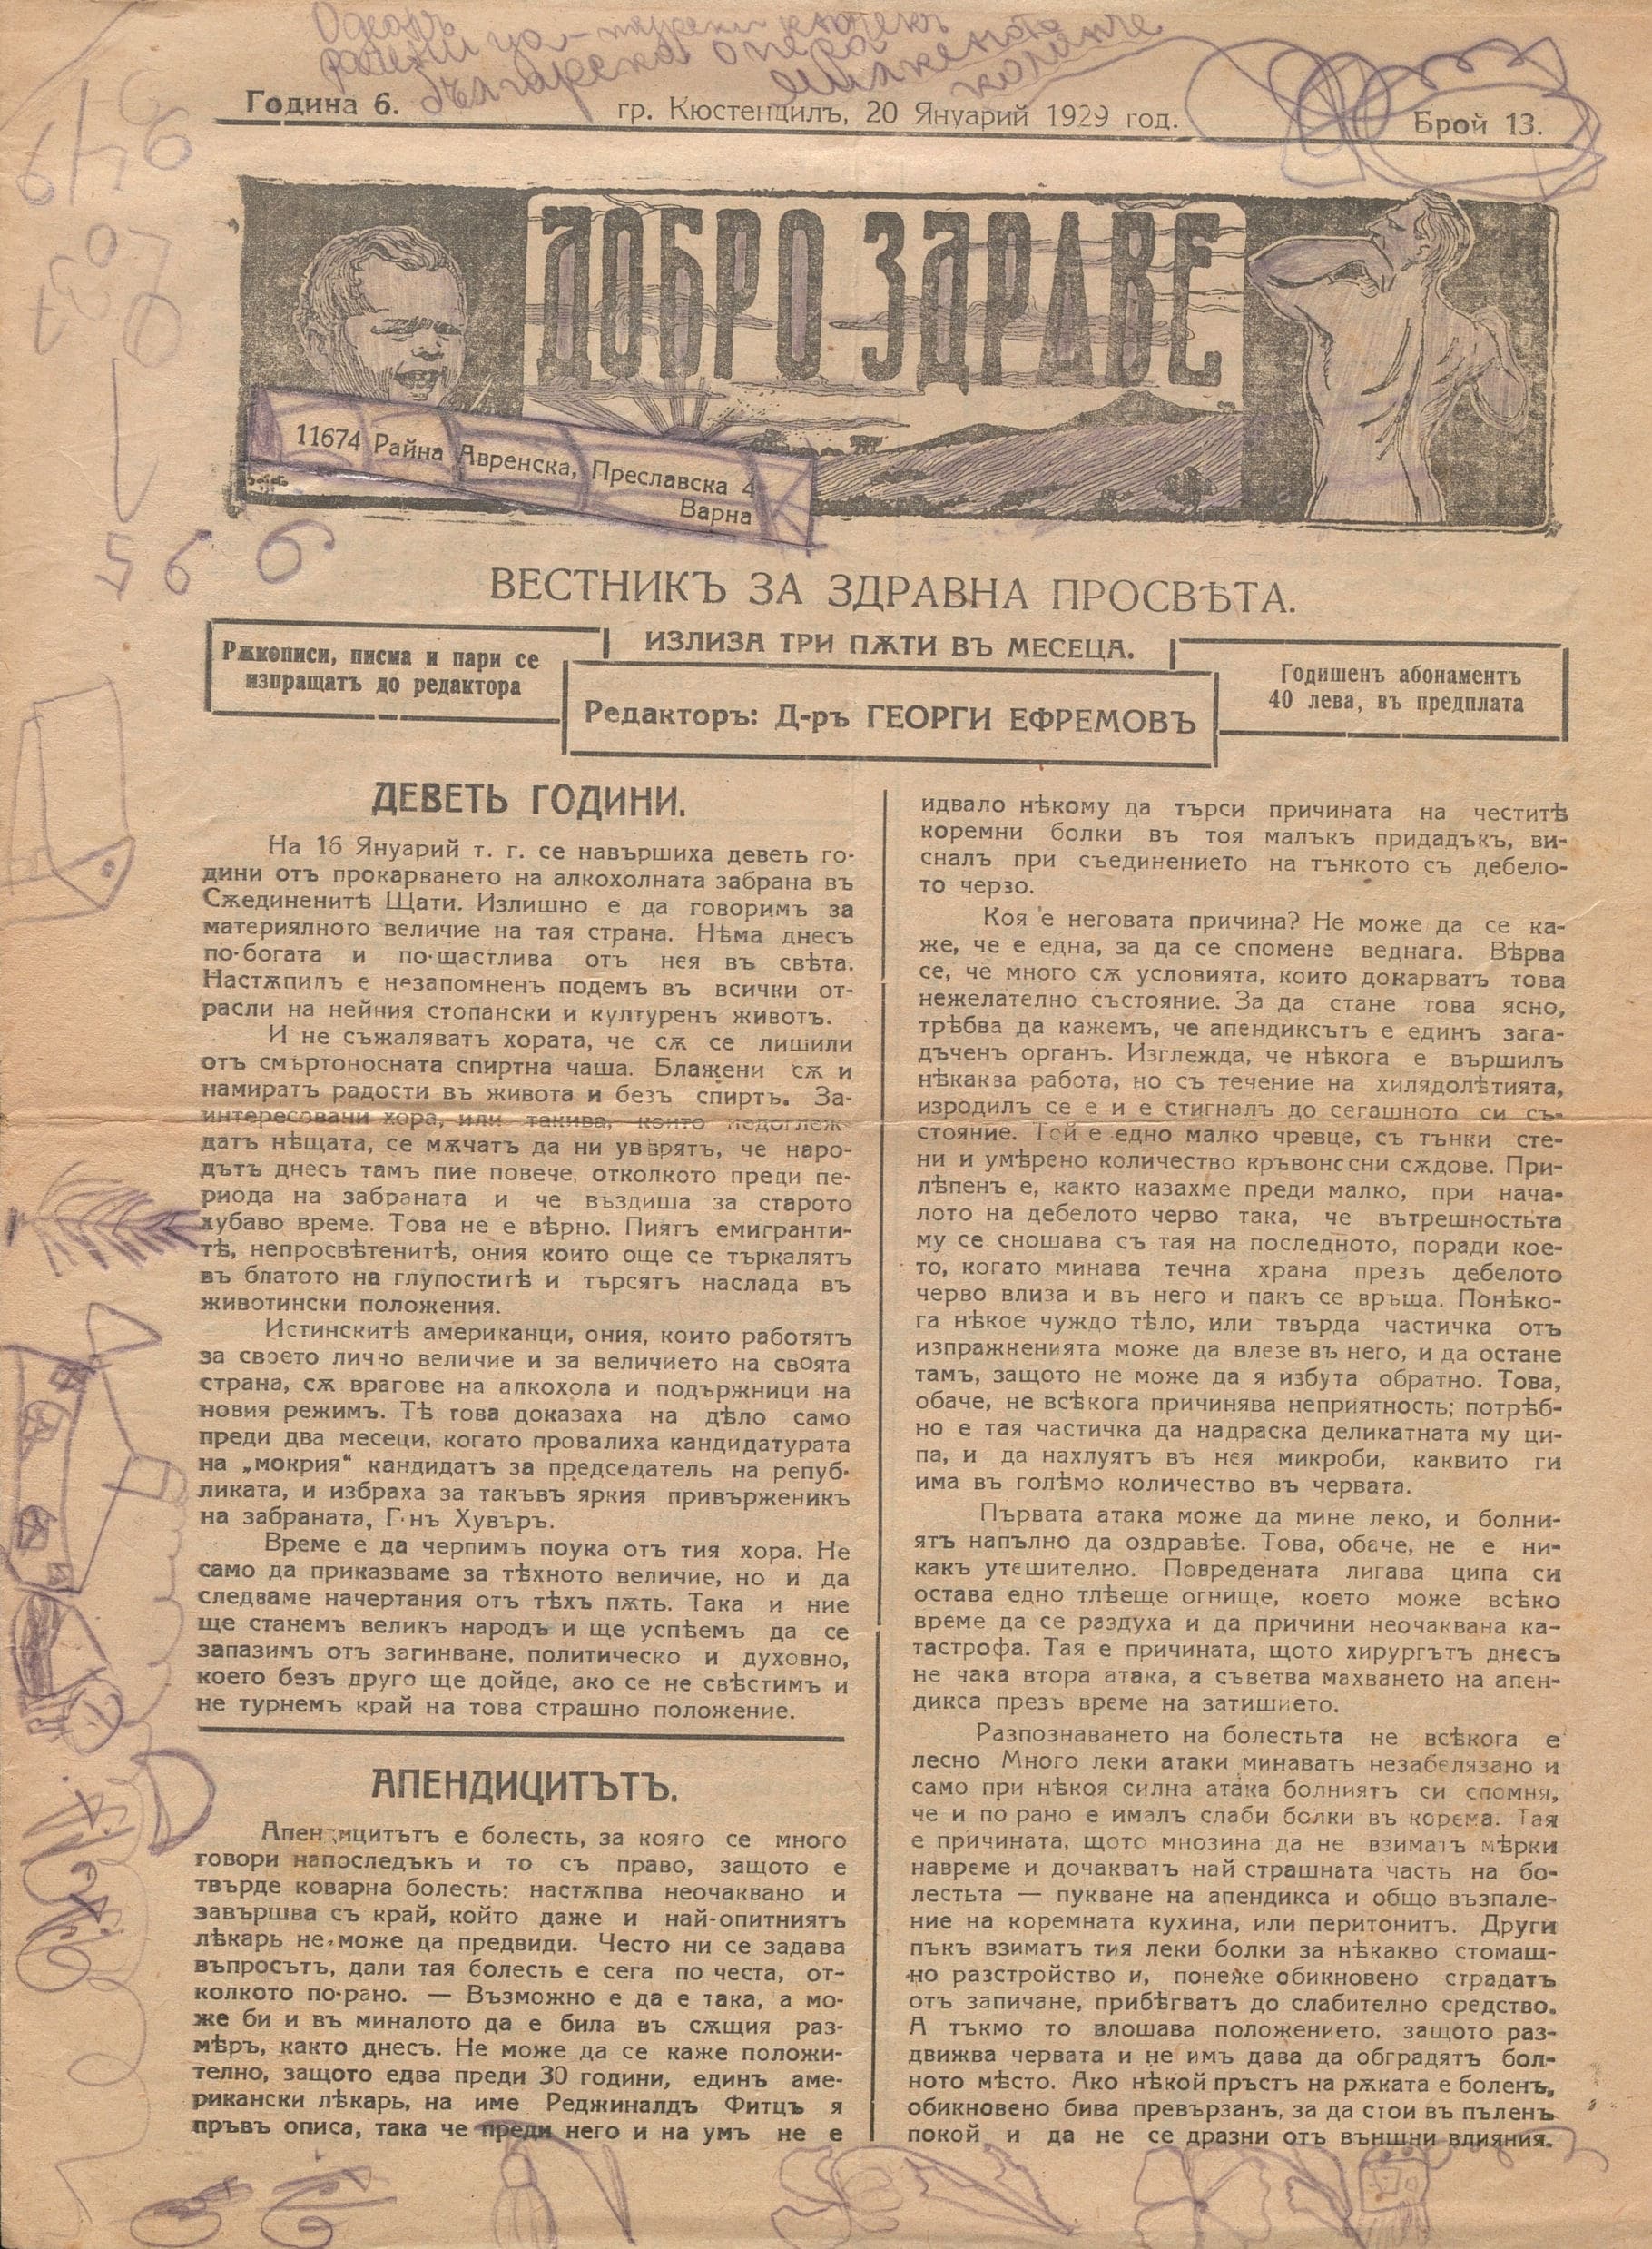 Година 6.
гр. Кюстендилъ, 20 Януарий 1929 год.
Брой 13.
ДОБРО ЗДРАВЕ
11674 Райна Авренска, Преславска 4
Варна
ВЕСТНИКЪ ЗА ЗДРАВНА ПРОСВѢТА.
ИЗЛИЗА ТРИ ПѪТИ ВЪ МЕСЕЦА.
Рѫкописи, писма и пари се
изпращатъ до редактора
Редакторъ: Д-ръ ГЕОРГИ ЕФРЕМОВЪ
Годишенъ абонаментъ
40 лева, въ предплата
ДЕВЕТЬ ГОДИНИ.
На 16 Януарий т. г. се навършиха деветь го-
дини отъ прокарването на алкохолната забрана въ
Сѫединенитѣ Щати. Излишно е да говоримъ за
материялното величие на тая страна. Нѣма днесъ
по-богата и по-щастлива отъ нея въ свѣта.
Настѫпилъ е незапомненъ подемъ въ всички от-
расли на нейния стопански и културенъ животъ.
И не съжаляватъ хората, че сѫ се лишили
отъ смъртоносната спиртна чаша. Блажени сѫ и
намиратъ радости въ живота и безъ спиртъ. За-
интересовани хора, или такива, които недоглеж-
датъ нѣщата, се мѫчатъ да ни увѣрятъ, че наро-
дътъ днесъ тамъ пие повече, отколкото преди пе-
риода на забраната и че въздиша за старото
хубаво време. Това не е вѣрно. Пиятъ емигранти-
тѣ, непросвѣтенитѣ, ония които още се търкалятъ
въ блатото на глупоститѣ и търсятъ наслада въ
животински положения.
Истинскитѣ американци, ония, които работятъ
за своето лично величие и за величието на своята
страна, сѫ врагове на алкохола и подържници на
новия режимъ. Тѣ това доказаха на дѣло само
преди два месеци, когато провалиха кандидатурата
на „мокрия“ кандидатъ за председатель на репуб-
ликата, и избраха за такъвъ яркия привърженикъ
на забраната, Г-нъ Хувъръ.
Време е да черпимъ поука отъ тия хора. Не
само да приказваме за тѣхното величие, но и да
следваме начертания отъ тѣхъ пѫть. Така и ние
ще станемъ великъ народъ и ще успѣемъ да се
запазимъ отъ загинване, политическо и духовно,
което безъ друго ще дойде, ако се не свѣстимъ и
не турнемъ край на това страшно положение.
АПЕНДИЦИТЪТЪ.
Апендицитътъ е болесть, за която се много
говори напоследъкъ и то съ право, защото е
твърде коварна болесть: настѫпва неочаквано и
завършва съ край, който даже и най-опитниятъ
лѣкарь не може да предвиди. Често ни се задава
въпросътъ, дали тая болесть е сега по честа, от-
колкото по-рано. — Възможно е да е така, а мо-
же би и въ миналото да е била въ сѫщия раз-
мѣръ, както днесъ. Не може да се каже положи-
телно, защото едва преди 30 години, единъ аме-
рикански лѣкарь, на име Реджиналдъ Фитцъ я
пръвъ описа, така че преди него и на умъ не е
идвало нѣкому да търси причината на честитѣ
коремни болки въ тоя малъкъ придадъкъ, ви-
сналъ при съединението на тънкото съ дебело-
то черво.
Коя е неговата причина? Не може да се ка-
же, че е една, за да се спомене веднага. Вѣрва
се, че много сѫ условията, които докарватъ това
нежелателно състояние. За да стане това ясно,
трѣбва да кажемъ, че апендиксътъ е единъ зага-
дъченъ органъ. Изглежда, че нѣкога е вършилъ
нѣкаква работа, но съ течение на хилядолѣтията,
изродилъ се е и е стигналъ до сегашното си съ-
стояние. Той е едно малко чревце, съ тънки сте-
ни и умѣрено количество кръвоносни сѫдове. При-
лѣпенъ е, както казахме преди малко, при нача-
лото на дебелото черво така, че вътрешностьта
му се сношава съ тая на последното, поради кое-
то, когато минава течна храна презъ дебелото
черво влиза и въ него и пакъ се връща. Понѣко-
га нѣкое чуждо тѣло, или твърда частичка отъ
изпражненията може да влезе въ него, и да остане
тамъ, защото не може да я избута обратно. Това,
обаче, не всѣкога причинява неприятность; потрѣб-
но е тая частичка да надраска деликатната му ци-
па, и да нахлуятъ въ нея микроби, каквито ги
има въ голѣмо количество въ червата.
Първата атака може да мине леко, и болни-
ятъ напълно да оздравѣе. Това, обаче, не е ни-
какъ утешително. Повредената лигава ципа си
остава едно тлѣеще огнище, което може всѣко
време да се раздуха и да причини неочаквана ка-
тастрофа. Тая е причината, щото хирургътъ днесъ
не чака втора атака, а съветва махването на апен-
дикса презъ време на затишието.
Разпознаването на болестьта не всѣкога е
лесно Много леки атаки минаватъ незабелязано и
само при нѣкоя силна атака болниятъ си спомня,
че и по рано е ималъ слаби болки въ корема. Тая
е причината, щото мнозина да не взиматъ мѣрки
навреме и дочакватъ най страшната часть на бо-
лестьта — пукване на апендикса и общо възпале-
ние на коремната кухина, или перитонитъ. Други
пъкъ взиматъ тия леки болки за нѣкакво стомаш-
но разстройство и, понеже обикновено страдатъ
отъ запичане, прибѣгватъ до слабително средство.
А тъкмо то влошава положението, защото раз-
движва червата и не имъ дава да обградятъ бол-
ното мѣсто. Ако нѣкой пръстъ на рѫката е боленъ,
обикновено бива превързанъ, за да стои въ пъленъ
покой и да не се дразни отъ външни влияния.